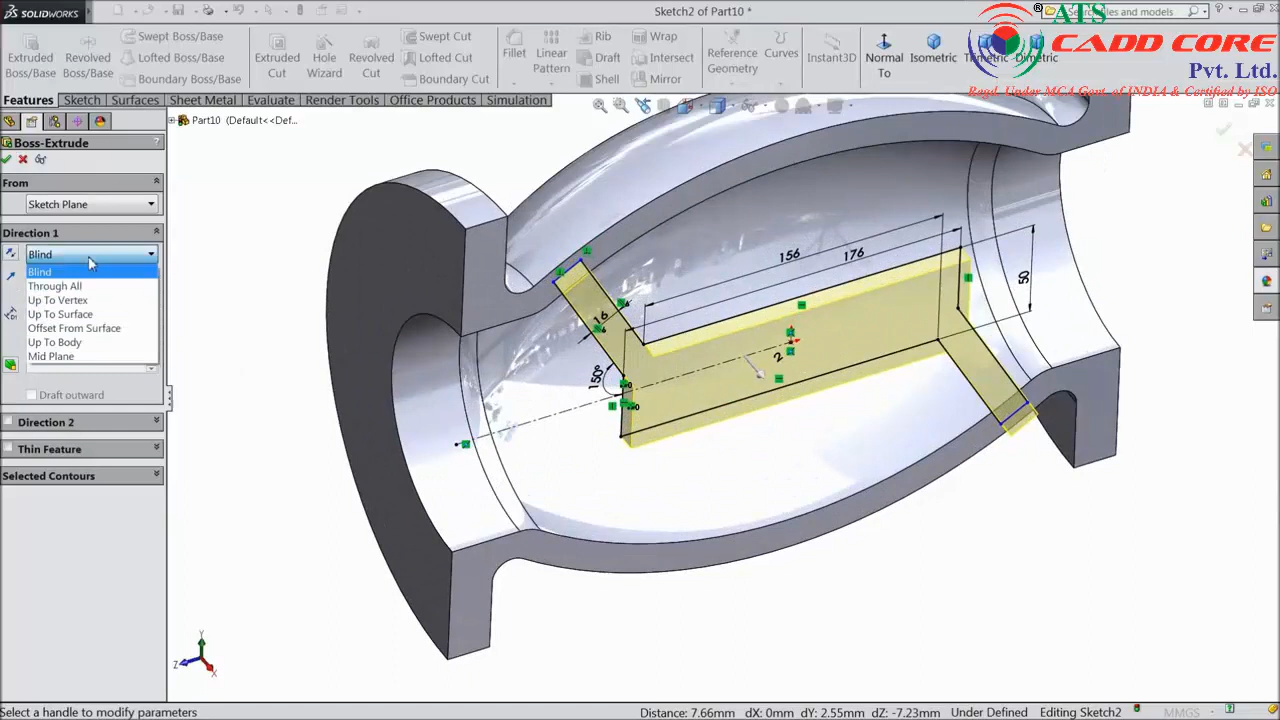 SOLIDWORKS
Sketch2 of Part10 *
Search files and models
®
ATS
CADD CORE
Pvt. Ltd.
Regd. Under MCA Govt. of INDIA & Certified by ISO
Extruded Boss/Base
Revolved Boss/Base
Swept Boss/Base
Lofted Boss/Base
Boundary Boss/Base
Extruded Cut
Hole Wizard
Revolved Cut
Swept Cut
Lofted Cut
Boundary Cut
Fillet
Linear Pattern
Rib
Draft
Shell
Wrap
Intersect
Mirror
Reference Geometry
Curves
Instant3D
Normal To
Isometric
Trimetric
Dimetric
Features Sketch Surfaces Sheet Metal Evaluate Render Tools Office Products Simulation
Part10 (Default<<Def...
Boss-Extrude
?
From
Sketch Plane
Direction 1
Blind
Blind
Through All
Up To Vertex
Up To Surface
Offset From Surface
Up To Body
Mid Plane
Draft outward
Direction 2
Thin Feature
Selected Contours
156
176
50
16
150°
2
Y
Z
X
Select a handle to modify parameters
Distance: 7.66mm dX: 0mm dY: 2.55mm dZ: -7.23mm Under Defined Editing Sketch2 MMGS